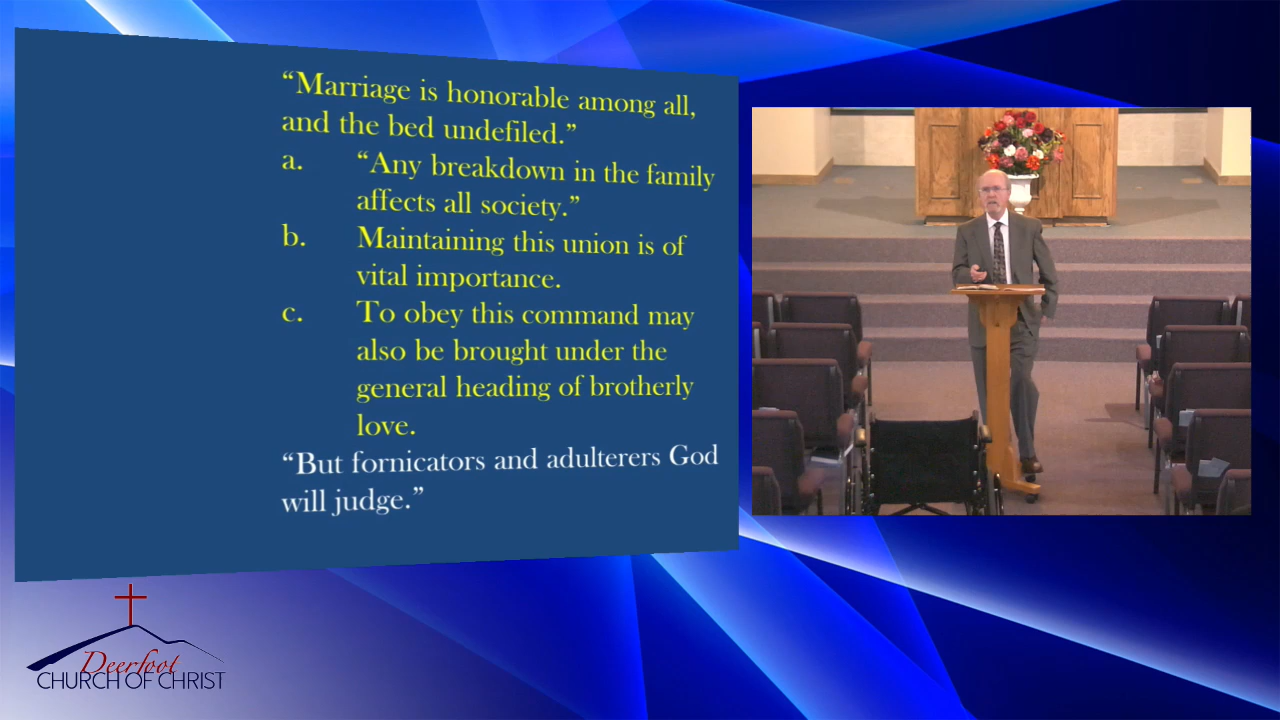 “Marriage is honorable among all,
and the bed undefiled.”
a. “Any breakdown in the family
affects all society.”
b. Maintaining this union is of
vital importance.
c. To obey this command may
also be brought under the
general heading of brotherly
love.
“But fornicators and adulterers God
will judge.”
Deerfoot
CHURCH OF CHRIST